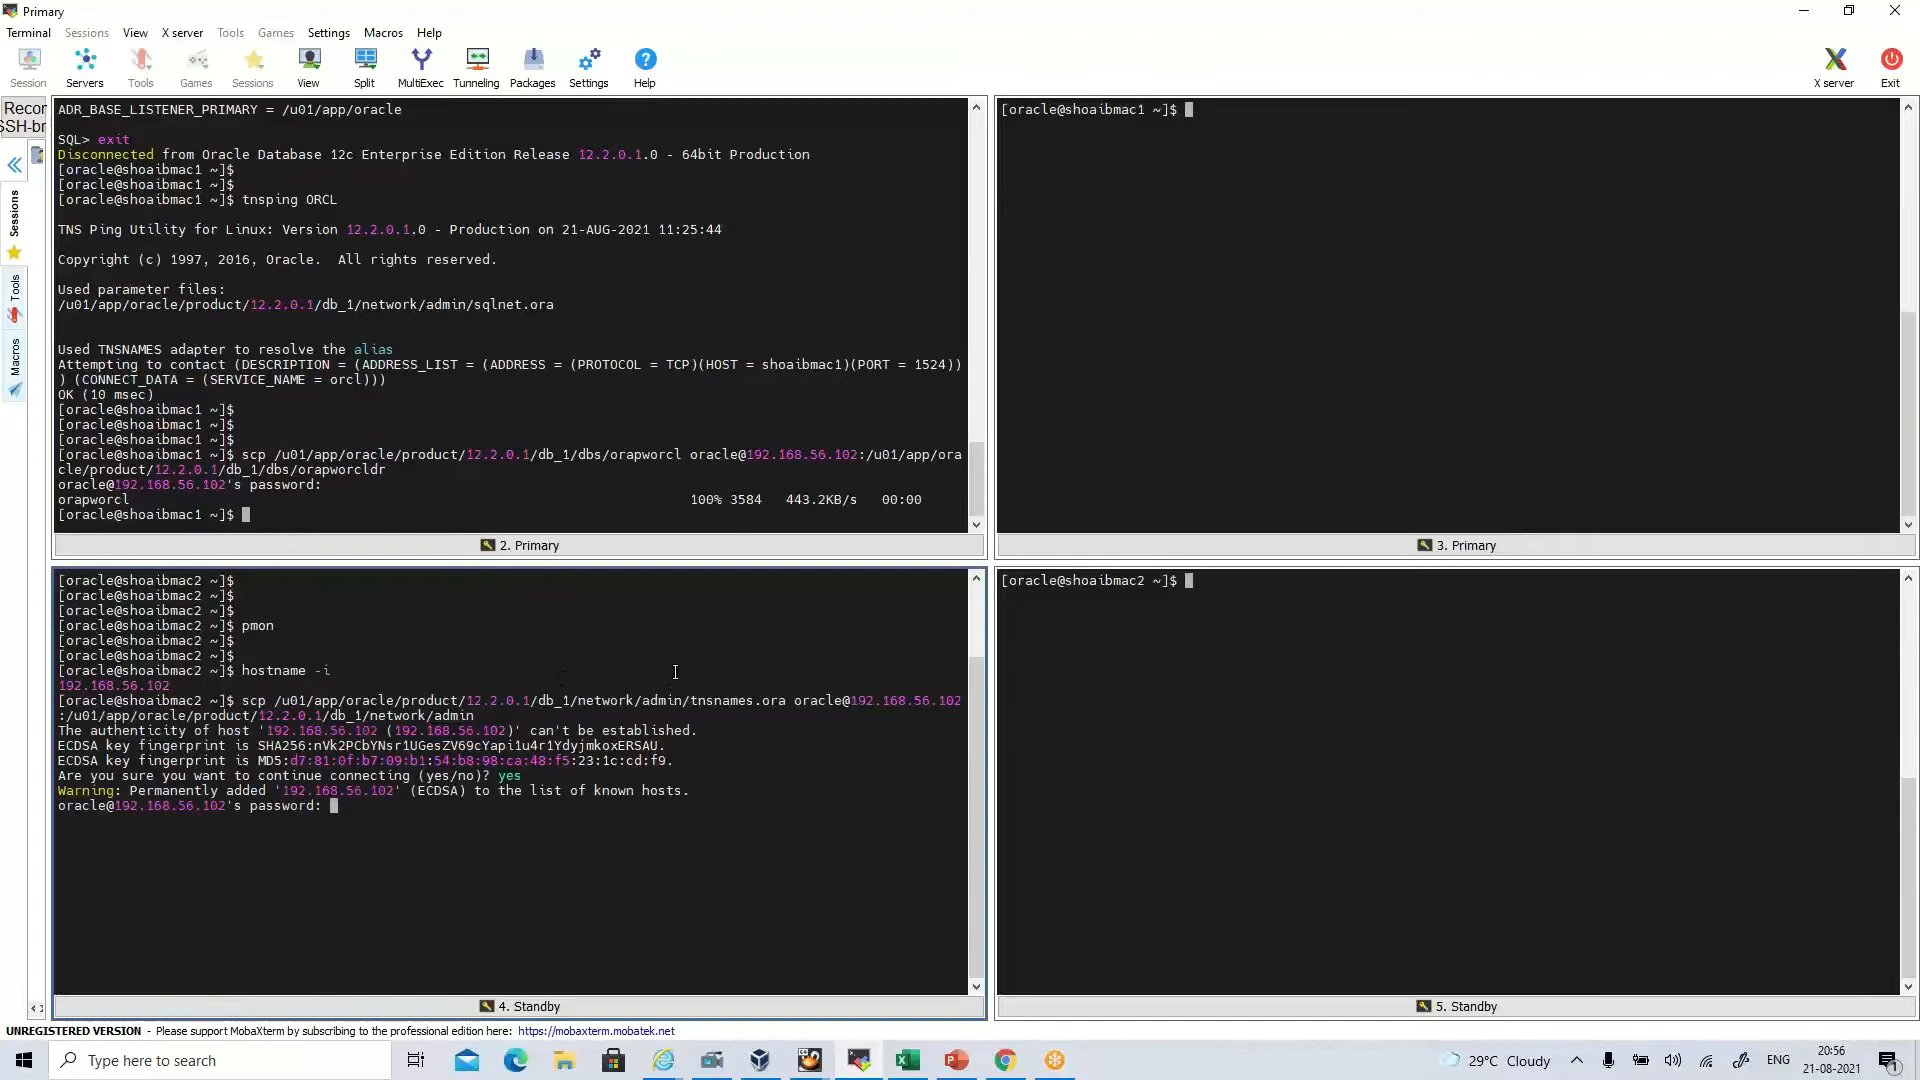 Primary
Terminal Sessions View X server Tools Games Settings Macros Help
Session Servers Tools Games Sessions View Split MultiExec Tunneling Packages Settings Help X server Exit
Recor
SSH-br
Sessions
Tools
Macros
ADR_BASE_LISTENER_PRIMARY = /u01/app/oracle
SQL> exit
Disconnected from Oracle Database 12c Enterprise Edition Release 12.2.0.1.0 - 64bit Production
[oracle@shoaibmac1 ~]$
[oracle@shoaibmac1 ~]$
[oracle@shoaibmac1 ~]$ tnsping ORCL
TNS Ping Utility for Linux: Version 12.2.0.1.0 - Production on 21-AUG-2021 11:25:44
Copyright (c) 1997, 2016, Oracle.  All rights reserved.
Used parameter files:
/u01/app/oracle/product/12.2.0.1/db_1/network/admin/sqlnet.ora
Used TNSNAMES adapter to resolve the alias
Attempting to contact (DESCRIPTION = (ADDRESS_LIST = (ADDRESS = (PROTOCOL = TCP)(HOST = shoaibmac1)(PORT = 1524))
) (CONNECT_DATA = (SERVICE_NAME = orcl)))
OK (10 msec)
[oracle@shoaibmac1 ~]$
[oracle@shoaibmac1 ~]$
[oracle@shoaibmac1 ~]$
[oracle@shoaibmac1 ~]$ scp /u01/app/oracle/product/12.2.0.1/db_1/dbs/orapworcl oracle@192.168.56.102:/u01/app/ora
cle/product/12.2.0.1/db_1/dbs/orapworcldr
oracle@192.168.56.102's password:
orapworcl 100% 3584 443.2KB/s 00:00
[oracle@shoaibmac1 ~]$
2. Primary
[oracle@shoaibmac1 ~]$
3. Primary
[oracle@shoaibmac2 ~]$
[oracle@shoaibmac2 ~]$
[oracle@shoaibmac2 ~]$
[oracle@shoaibmac2 ~]$ pmon
[oracle@shoaibmac2 ~]$
[oracle@shoaibmac2 ~]$
[oracle@shoaibmac2 ~]$ hostname -i
192.168.56.102
[oracle@shoaibmac2 ~]$ scp /u01/app/oracle/product/12.2.0.1/db_1/network/admin/tnsnames.ora oracle@192.168.56.102
:/u01/app/oracle/product/12.2.0.1/db_1/network/admin
The authenticity of host '192.168.56.102 (192.168.56.102)' can't be established.
ECDSA key fingerprint is SHA256:nVk2PCbYNsr1UGesZV69cYapi1u4r1YdyjmkoxERSAU.
ECDSA key fingerprint is MD5:d7:81:0f:b7:09:b1:54:b8:98:ca:48:f5:23:1c:cd:f9.
Are you sure you want to continue connecting (yes/no)? yes
Warning: Permanently added '192.168.56.102' (ECDSA) to the list of known hosts.
oracle@192.168.56.102's password:
4. Standby
[oracle@shoaibmac2 ~]$
5. Standby
UNREGISTERED VERSION - Please support MobaXterm by subscribing to the professional edition here: https://mobaxterm.mobatek.net
Type here to search
29°C Cloudy
ENG
20:56
21-08-2021
1